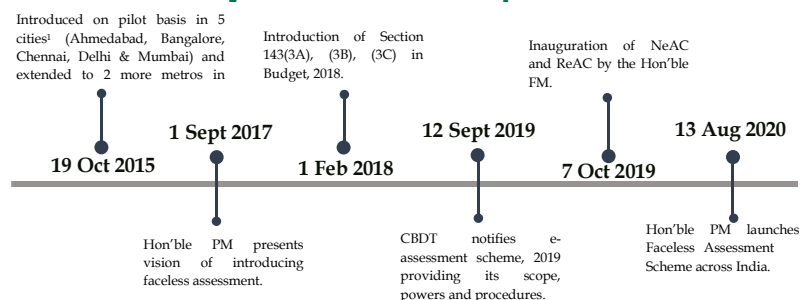 Introduced on pilot basis in 5
cities¹ (Ahmedabad, Bangalore,
Chennai, Delhi & Mumbai) and
extended to 2 more metros in
19 Oct 2015
1 Sept 2017
Hon'ble PM presents
vision of introducing
faceless assessment.
Introduction of Section
143(3A), (3B), (3C) in
Budget, 2018.
1 Feb 2018
12 Sept 2019
CBDT notifies e-
assessment scheme, 2019
providing its scope,
powers and procedures.
Inauguration of NeAC
and ReAC by the Hon'ble
FM.
7 Oct 2019
13 Aug 2020
Hon'ble PM launches
Faceless Assessment
Scheme across India.